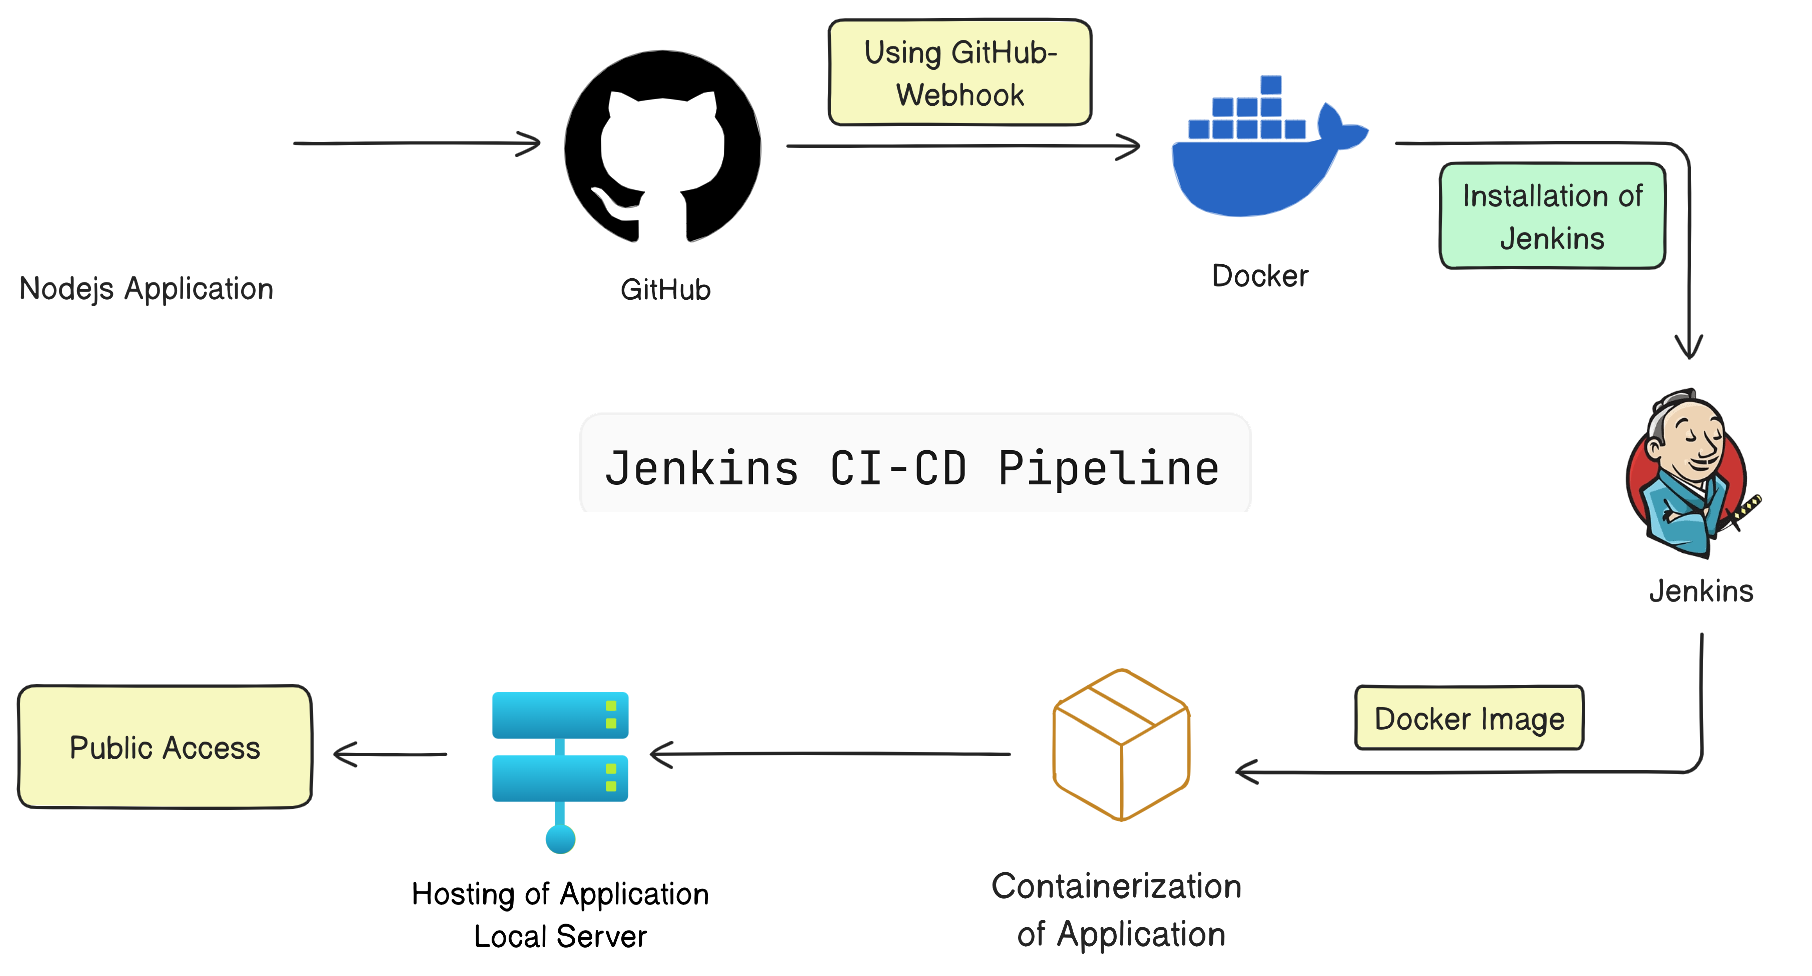 Using GitHub-
Webhook
Installation of
Jenkins
Nodejs Application
GitHub
Docker
Jenkins CI-CD Pipeline
Jenkins
Docker Image
Public Access
Hosting of Application
Local Server
Containerization
of Application